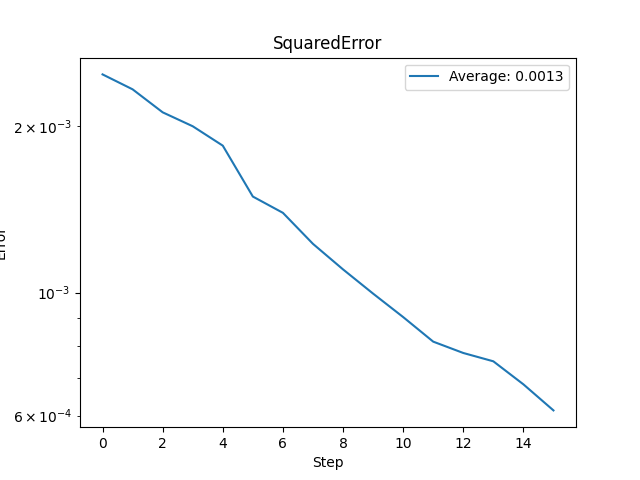 SquaredError
Average: 0.0013
2 × 10⁻³
10⁻³
6 × 10⁻⁴
Error
0 2 4 6 8 10 12 14
Step